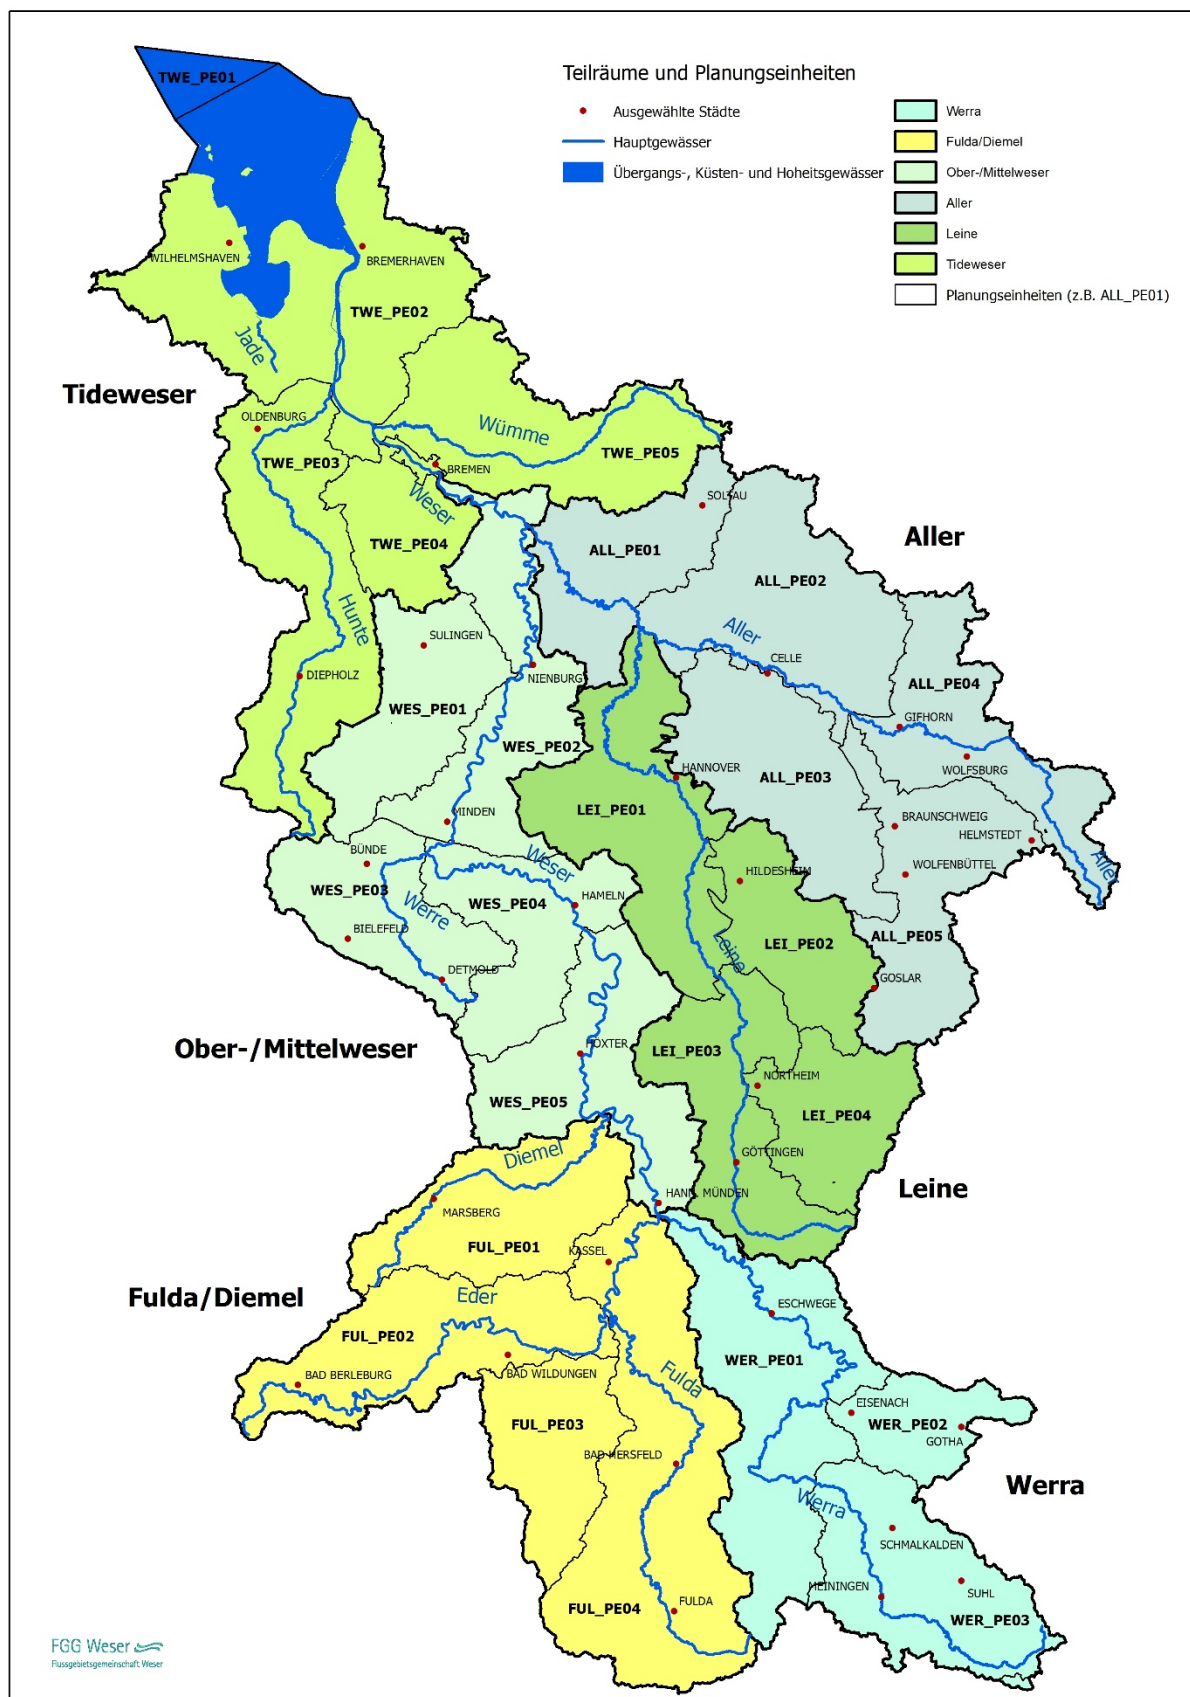 Teilräume und Planungseinheiten
Ausgewählte Städte
Hauptgewässer
Übergangs-, Küsten- und Hoheitsgewässer
Werra
Fulda/Diemel
Ober-/Mittelweser
Aller
Leine
Tideweser
Planungseinheiten (z.B. ALL_PE01)
TWE_PE01
WILHELMSHAVEN
BREMERHAVEN
TWE_PE02
Jade
Tideweser
OLDENBURG
Wümme
TWE_PE03
TWE_PE05
BREMEN
Weser
SOLTAU
TWE_PE04
ALL_PE01
Aller
ALL_PE02
Hunte
Aller
SULINGEN
CELLE
NIENBURG
DIEPHOLZ
ALL_PE04
WES_PE01
GIFHORN
WES_PE02
WOLFSBURG
HANNOVER
ALL_PE03
LEI_PE01
MINDEN
BRAUNSCHWEIG
HELMSTEDT
BÜNDE
Weser
WOLFENBÜTTEL
Aller
HILDESHEIM
WES_PE03
WES_PE04
HAMELN
Werre
BIELEFELD
ALL_PE05
LEI_PE02
Leine
DETMOLD
GOSLAR
Ober-/Mittelweser
HÖXTER
LEI_PE03
NORTHEIM
WES_PE05
LEI_PE04
Diemel
GÖTTINGEN
Leine
HANN. MÜNDEN
MARSBERG
FUL_PE01
KASSEL
Fulda/Diemel
Eder
ESCHWEGE
FUL_PE02
WER_PE01
BAD BERLEBURG
BAD WILDUNGEN
Fulda
EISENACH
FUL_PE03
WER_PE02
GOTHA
BAD HERSFELD
Werra
Werra
SCHMALKALDEN
MEININGEN
SUHL
FUL_PE04
FULDA
WER_PE03
FGG Weser
Flussgebietsgemeinschaft Weser